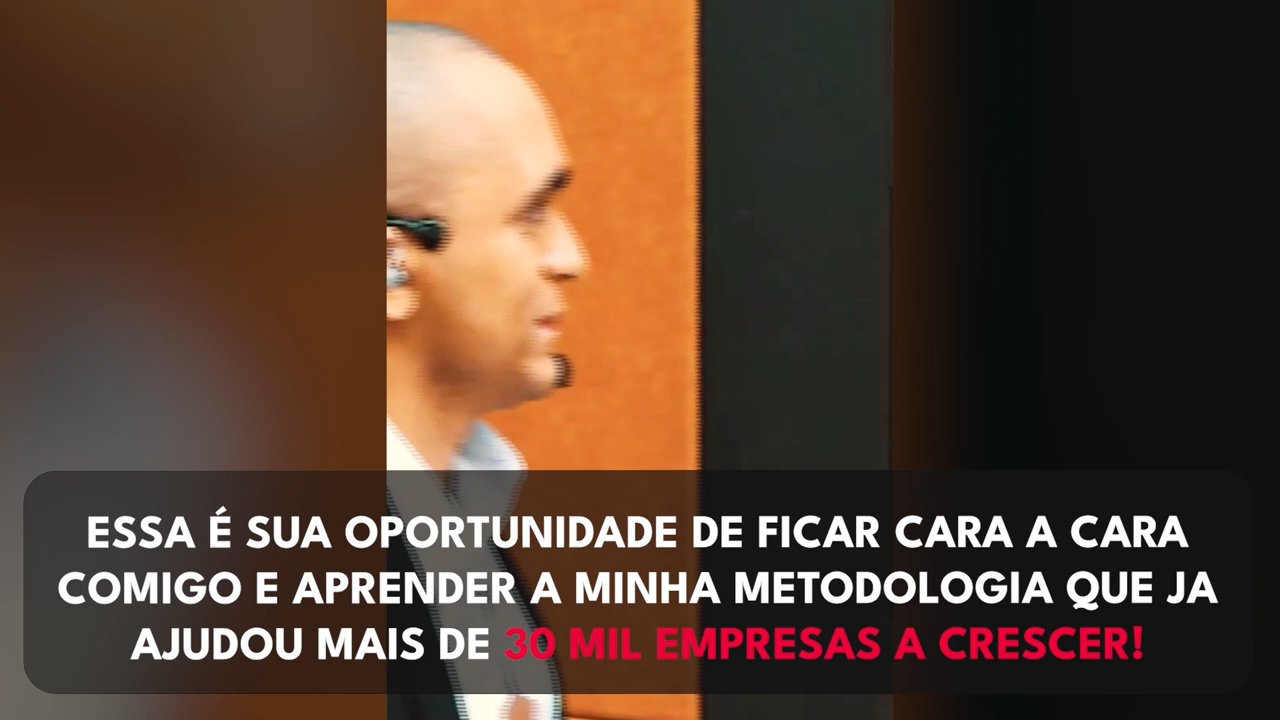 ESSA É SUA OPORTUNIDADE DE FICAR CARA A CARA
COMIGO E APRENDER A MINHA METODOLOGIA QUE JA
AJUDOU MAIS DE 30 MIL EMPRESAS A CRESCER!